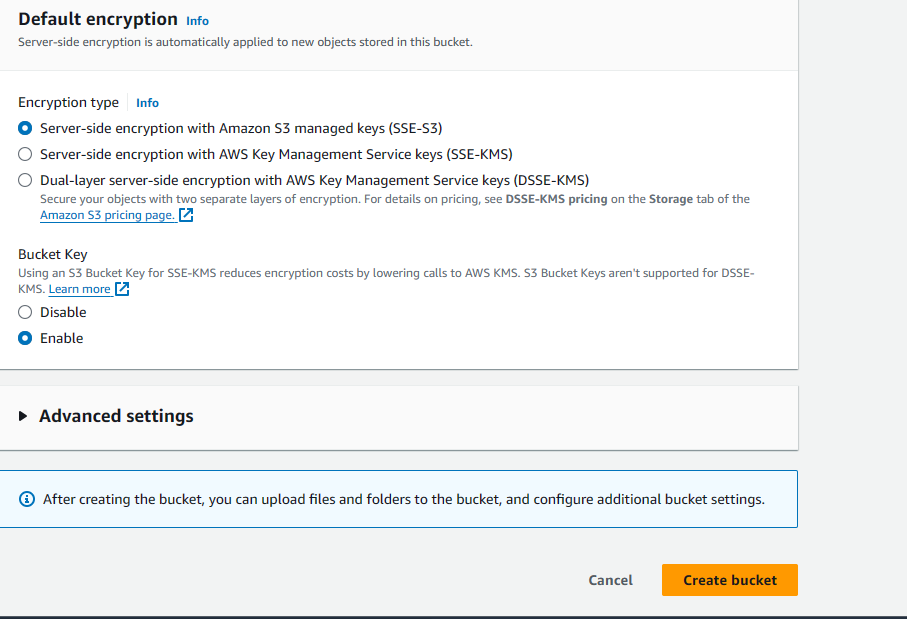 Default encryption Info
Server-side encryption is automatically applied to new objects stored in this bucket.
Encryption type Info
Server-side encryption with Amazon S3 managed keys (SSE-S3)
Server-side encryption with AWS Key Management Service keys (SSE-KMS)
Dual-layer server-side encryption with AWS Key Management Service keys (DSSE-KMS)
Secure your objects with two separate layers of encryption. For details on pricing, see DSSE-KMS pricing on the Storage tab of the
Amazon S3 pricing page.
Bucket Key
Using an S3 Bucket Key for SSE-KMS reduces encryption costs by lowering calls to AWS KMS. S3 Bucket Keys aren't supported for DSSE-
KMS. Learn more
Disable
Enable
Advanced settings
After creating the bucket, you can upload files and folders to the bucket, and configure additional bucket settings.
Cancel Create bucket